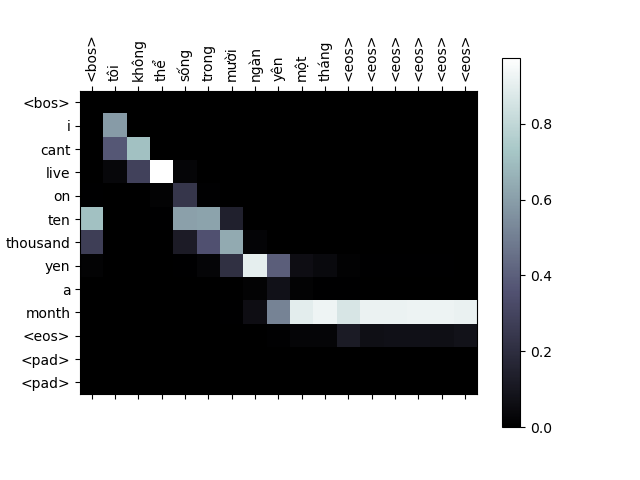 <bos> tôi không thể sống trong mười ngàn yên một tháng <eos> <eos> <eos> <eos> <eos> <eos>
<bos>
i
cant
live
on
ten
thousand
yen
a
month
<eos>
<pad>
<pad>
0.8
0.6
0.4
0.2
0.0